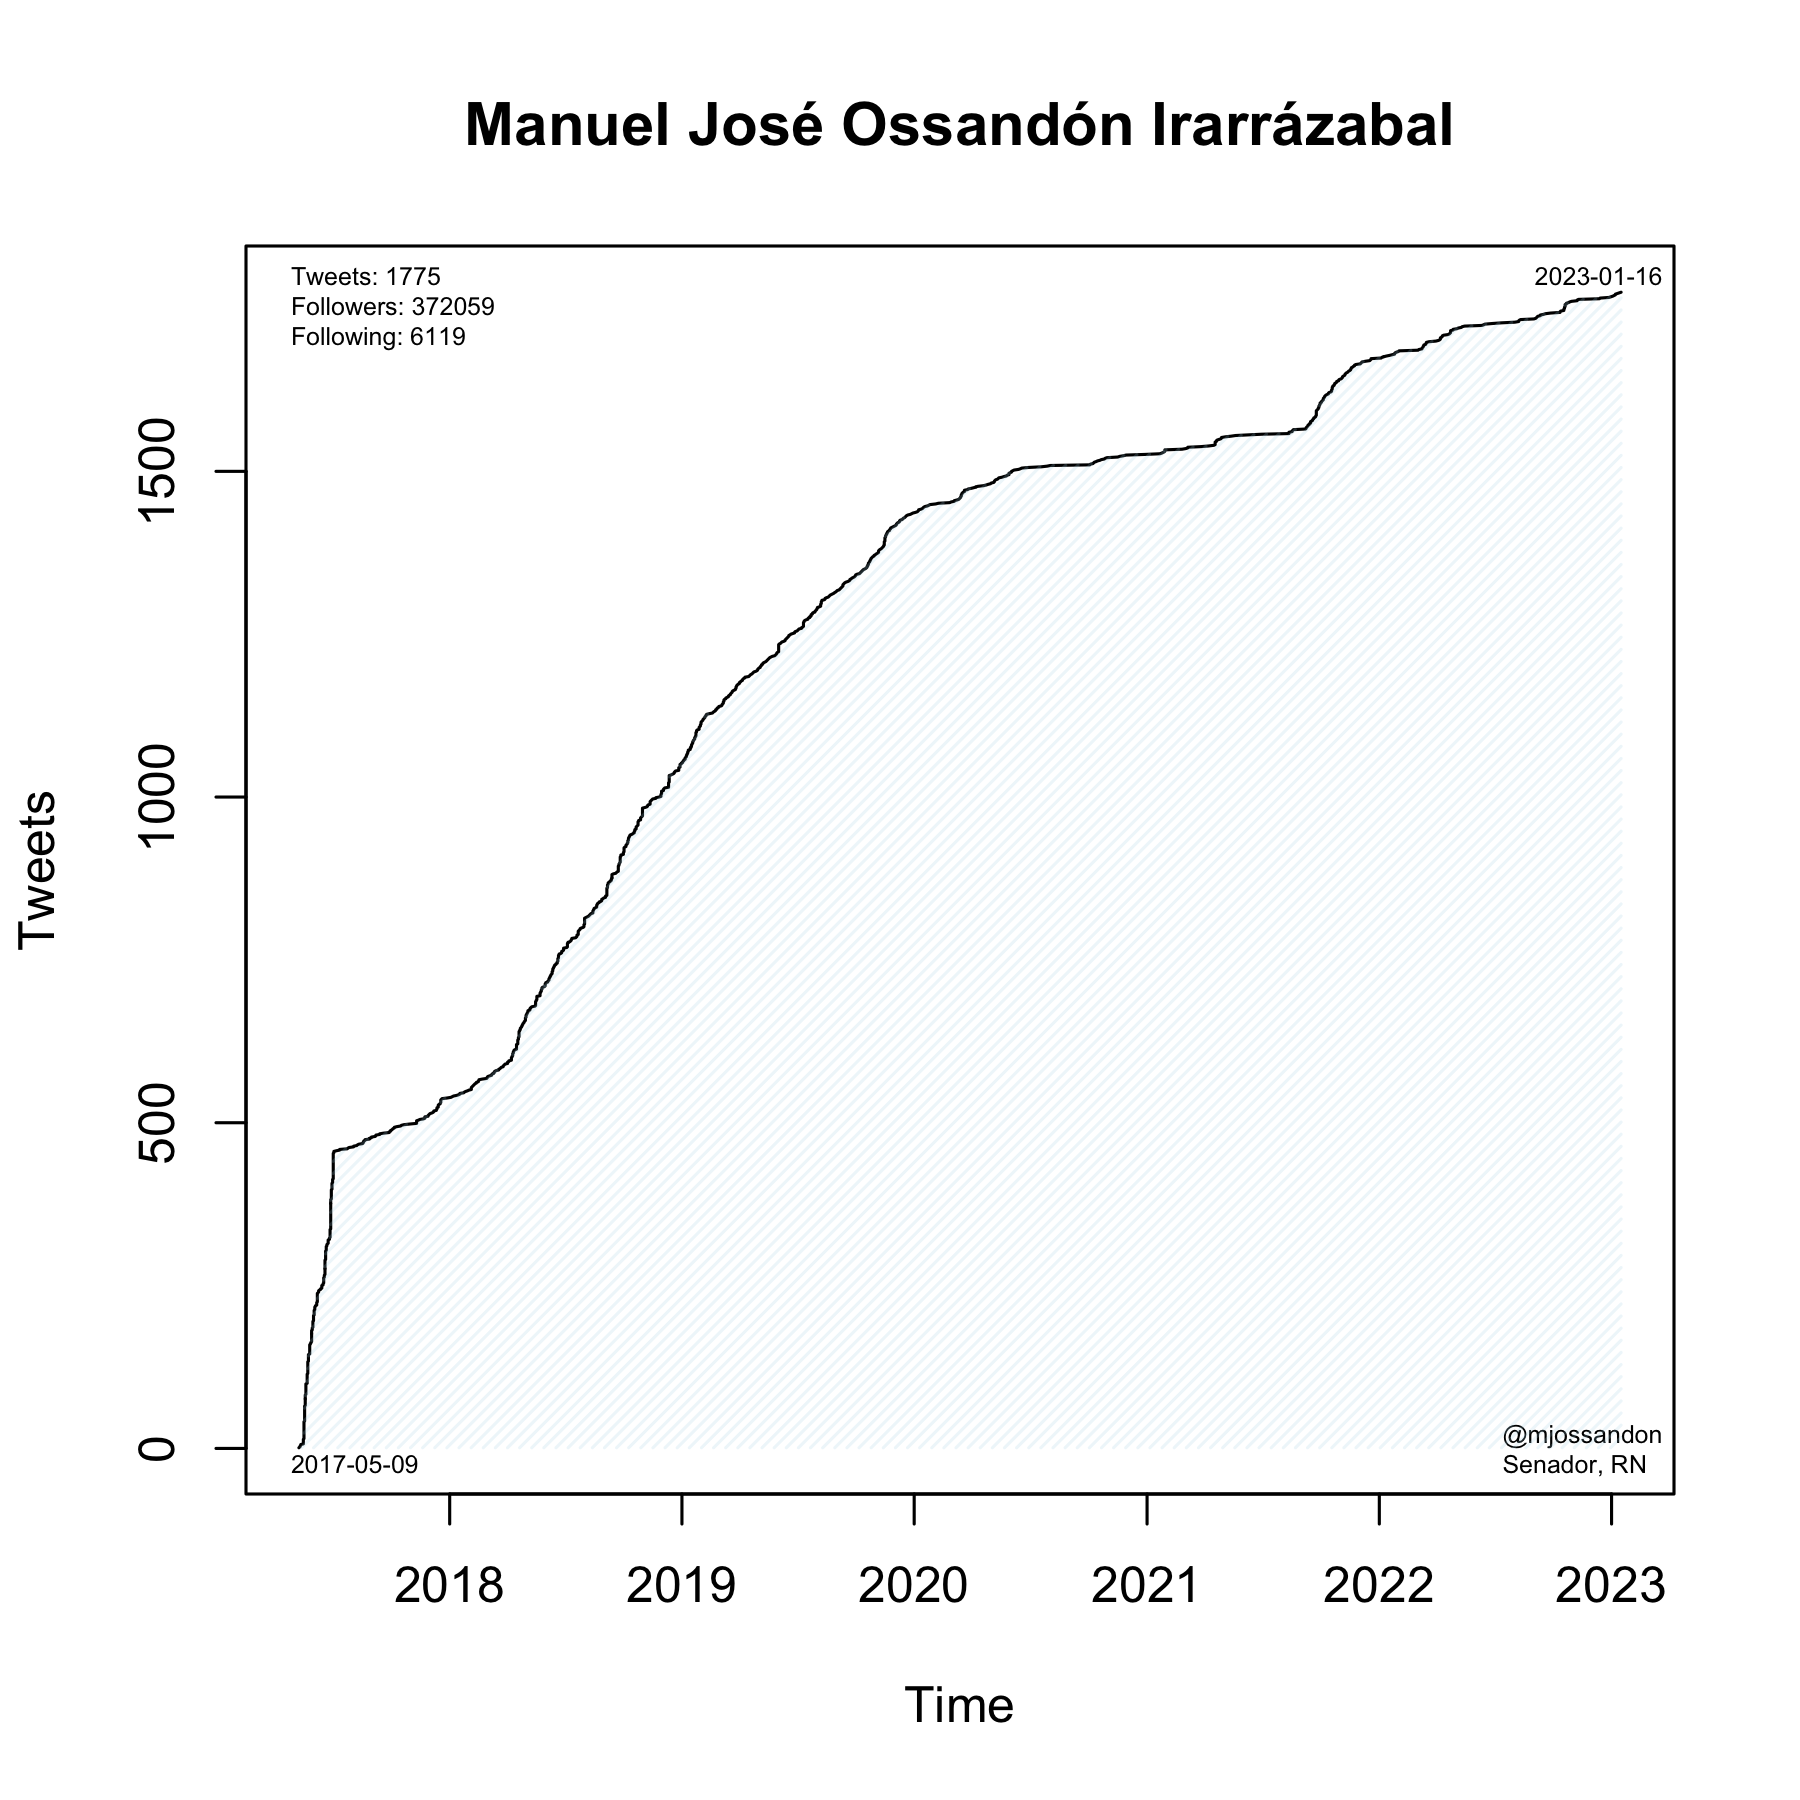 Manuel José Ossandón Irarrázabal
Tweets: 1775
Followers: 372059
Following: 6119
2023-01-16
1500
1000
500
0
Tweets
2017-05-09
@mjossandon
Senador, RN
2018
2019
2020
2021
2022
2023
Time